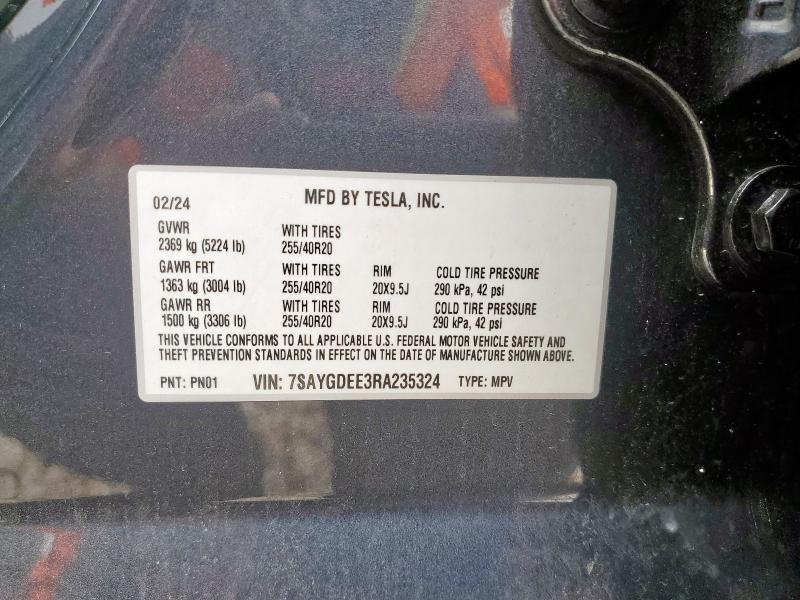 02/24 MFD BY TESLA, INC.
GVWR WITH TIRES
2369 kg (5224 lb) 255/40R20
GAWR FRT WITH TIRES RIM COLD TIRE PRESSURE
1363 kg (3004 lb) 255/40R20 20X9.5J 290 kPa, 42 psi
GAWR RR WITH TIRES RIM COLD TIRE PRESSURE
1500 kg (3306 lb) 255/40R20 20X9.5J 290 kPa, 42 psi
THIS VEHICLE CONFORMS TO ALL APPLICABLE U.S. FEDERAL MOTOR VEHICLE SAFETY AND
THEFT PREVENTION STANDARDS IN EFFECT ON THE DATE OF MANUFACTURE SHOWN ABOVE.
PNT: PN01 VIN: 7SAYGDEE3RA235324 TYPE: MPV